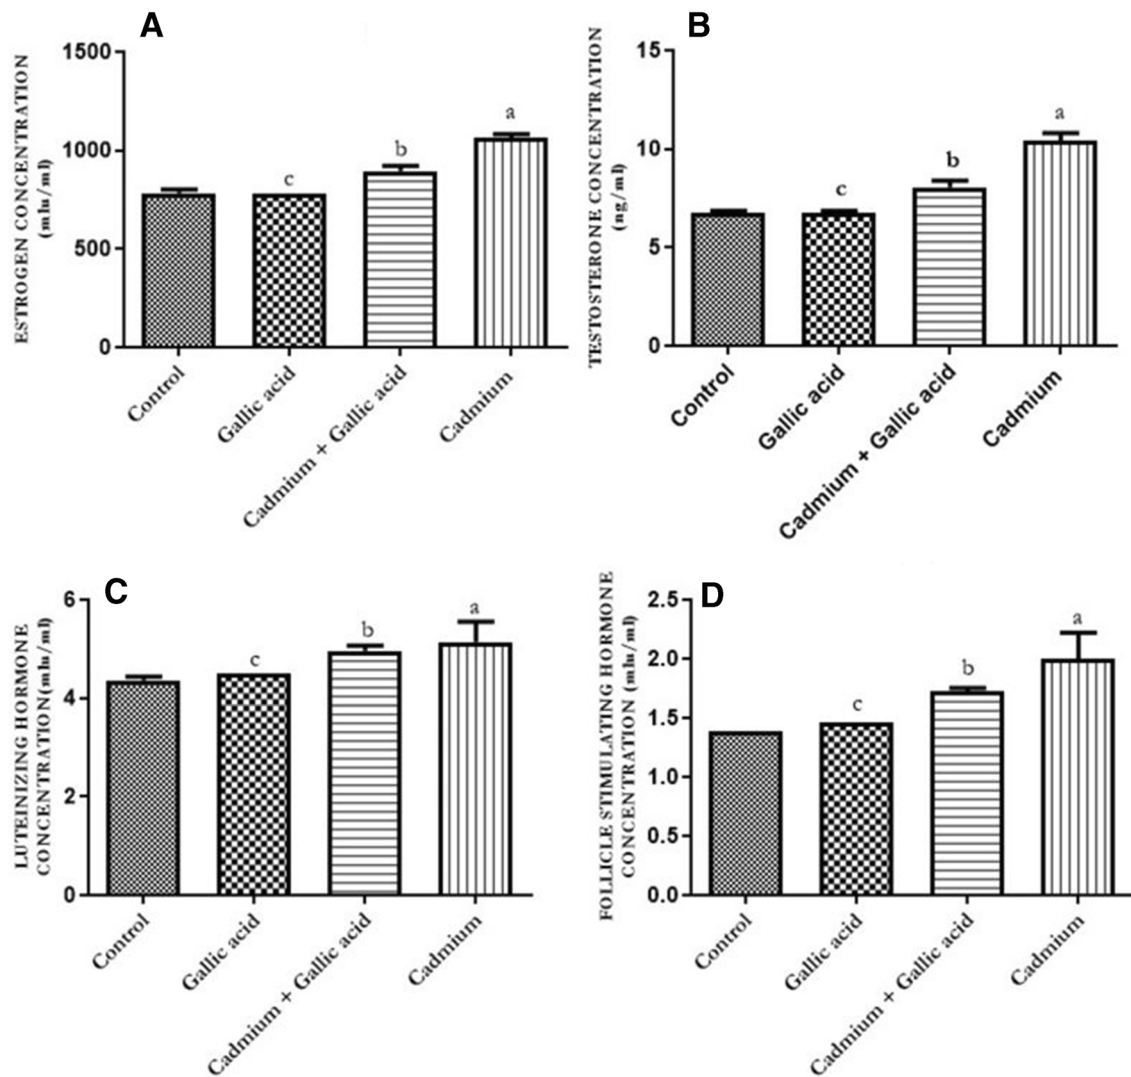 A
ESTROGEN CONCENTRATION
(mlu/ml)
1500
1000
500
0
c
b
a
Control
Gallic acid
Cadmium + Gallic acid
Cadmium
B
TESTOSTERONE CONCENTRATION
(ng/ml)
15
10
5
0
c
b
a
Control
Gallic acid
Cadmium + Gallic acid
Cadmium
C
LUTEINIZING HORMONE
CONCENTRATION(mlu/ml)
6
4
2
0
c
b
a
Control
Gallic acid
Cadmium + Gallic acid
Cadmium
D
FOLLICLE STIMULATING HORMONE
CONCENTRATION (mlu/ml)
2.5
2.0
1.5
1.0
0.5
0.0
c
b
a
Control
Gallic acid
Cadmium + Gallic acid
Cadmium